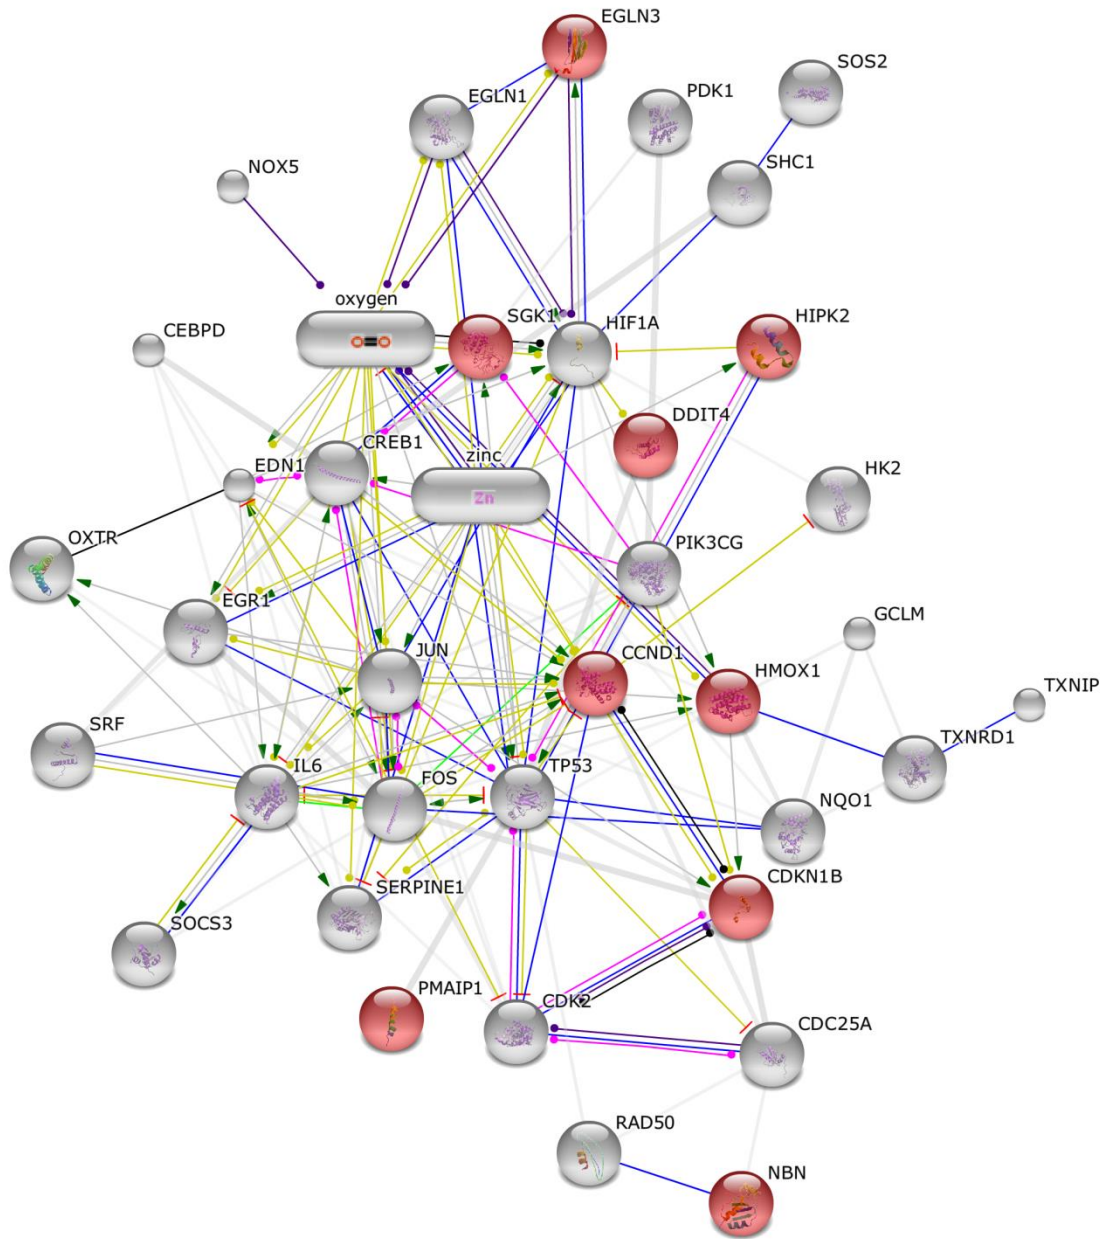 EGLN3
SOS2
EGLN1
PDK1
SHC1
NOX5
oxygen
SGK1
HIF1A
HIPK2
CEBPD
DDIT4
CREB1
zinc
EDN1
HK2
OXTR
PIK3CG
EGR1
GCLM
JUN
CCND1
HMOX1
TXNIP
SRF
TXNRD1
IL6
FOS
TP53
NQO1
CDKN1B
SERPINE1
SOCS3
PMAIP1
CDK2
CDC25A
RAD50
NBN
Zn